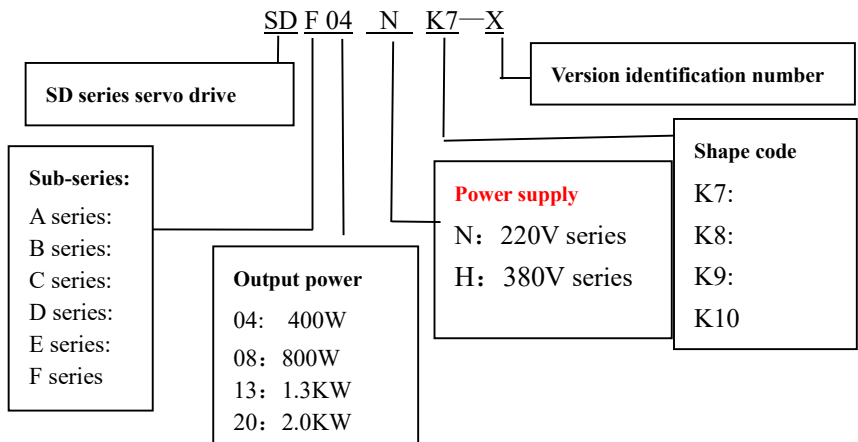 SD F 04 N K7—X
SD series servo drive
Version identification number
Sub-series:
A series:
B series:
C series:
D series:
E series:
F series
Output power
04: 400W
08：800W
13：1.3KW
20：2.0KW
Power supply
N：220V series
H：380V series
Shape code
K7:
K8:
K9:
K10